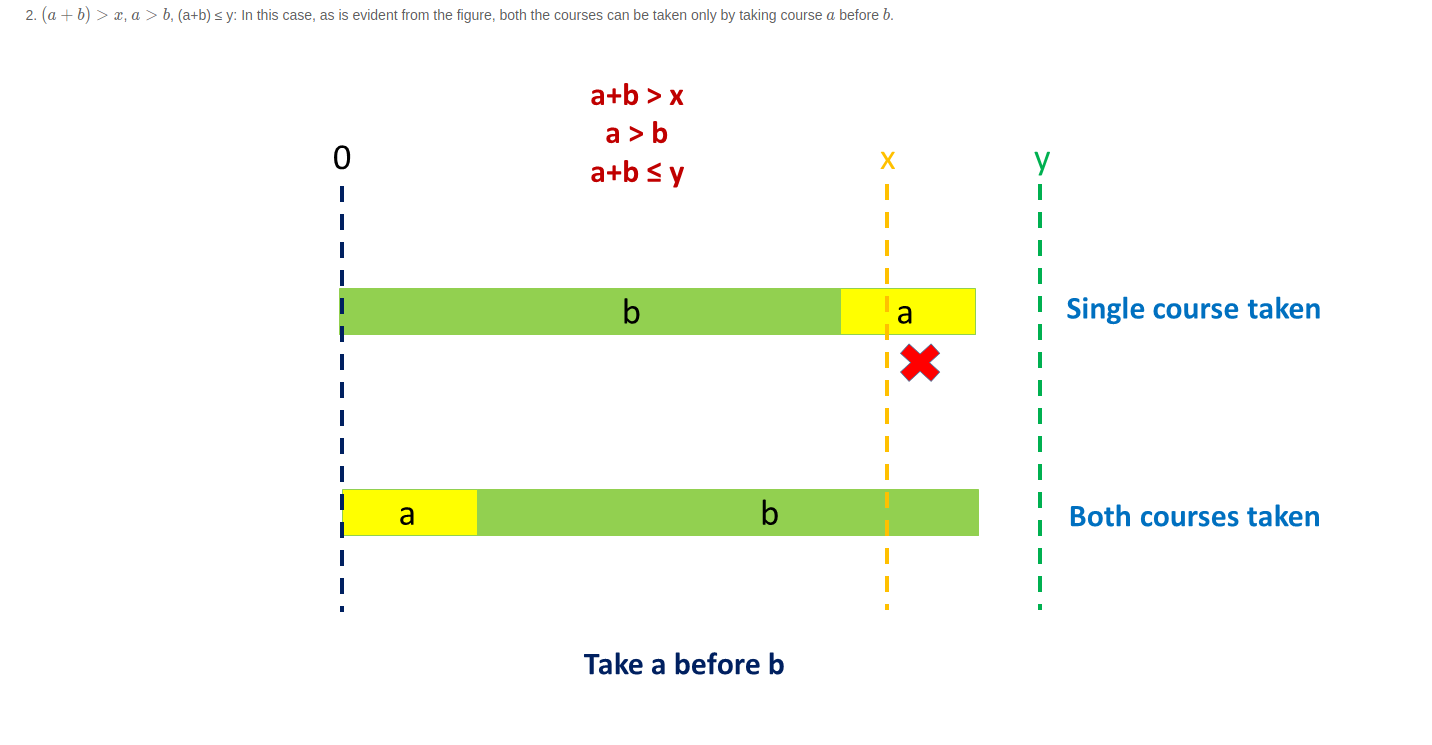 2. (a + b) > x, a > b, (a+b) ≤ y: In this case, as is evident from the figure, both the courses can be taken only by taking course a before b.
a+b > x
a > b
a+b ≤ y
0
x
y
b
a
Single course taken
a
b
Both courses taken
Take a before b